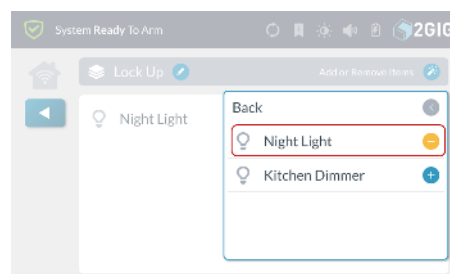 System Ready To Arm
2GIG
Lock Up
Add or Remove Items
Night Light
Back
Night Light
Kitchen Dimmer